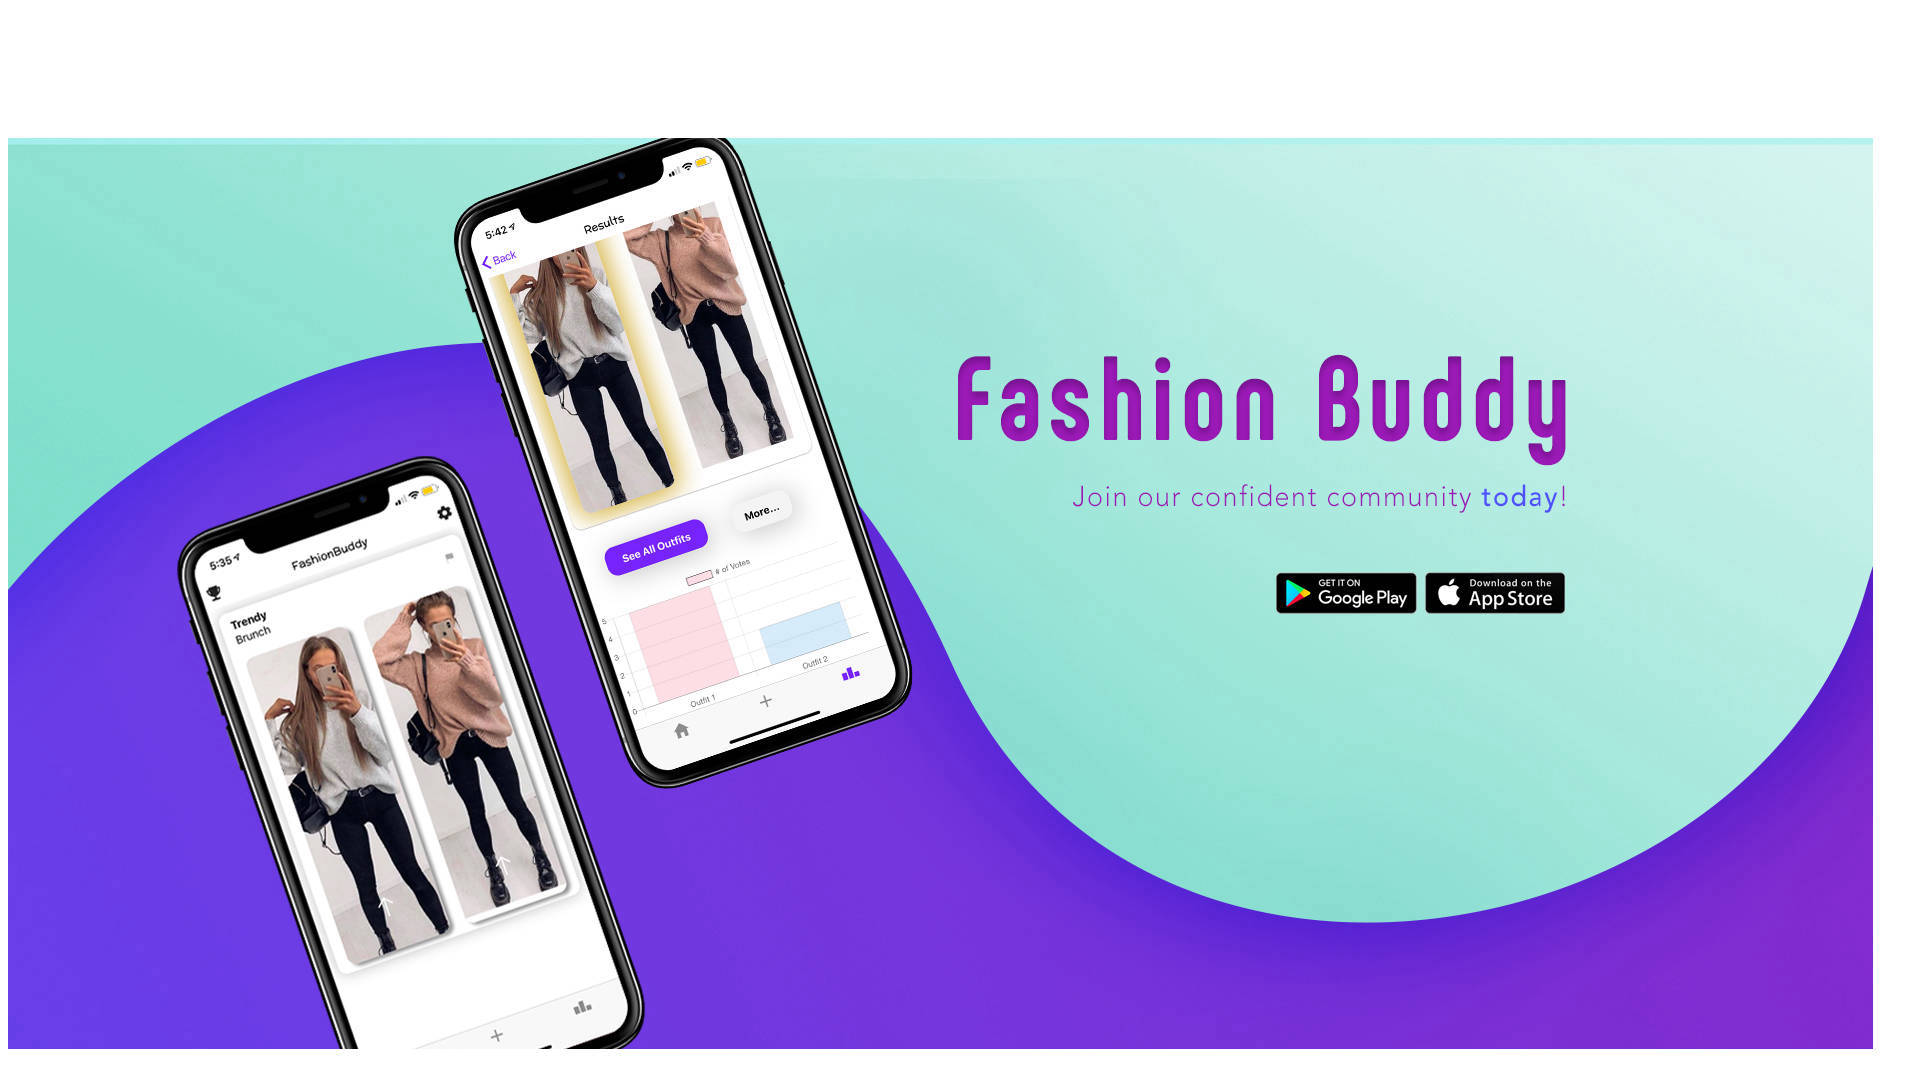 5:42
Results
Back
See All Outfits
More...
# of Votes
5
4
3
2
1
0
Outfit 1
Outfit 2
5:35
FashionBuddy
Trendy
Brunch
Fashion Buddy
Join our confident community today!
GET IT ON
Google Play
Download on the
App Store